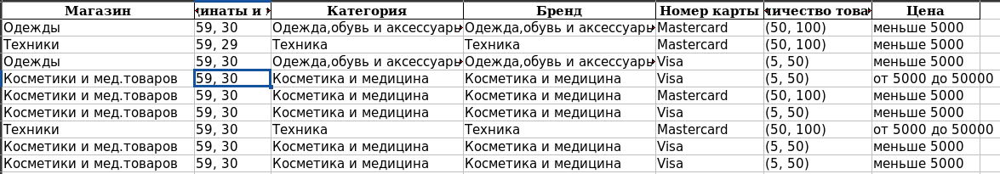 Магазин инаты и Категория Бренд Номер карты личество това Цена
Одежды 59, 30 Одежда,обувь и аксессуары Одежда,обувь и аксессуары Mastercard (50, 100) меньше 5000
Техники 59, 29 Техника Техника Mastercard (50, 100) меньше 5000
Одежды 59, 30 Одежда,обувь и аксессуары Одежда,обувь и аксессуары Visa (5, 50) меньше 5000
Косметики и мед.товаров 59, 30 Косметика и медицина Косметика и медицина Visa (5, 50) от 5000 до 50000
Косметики и мед.товаров 59, 30 Косметика и медицина Косметика и медицина Mastercard (50, 100) меньше 5000
Косметики и мед.товаров 59, 30 Косметика и медицина Косметика и медицина Visa (5, 50) меньше 5000
Техники 59, 30 Техника Техника Mastercard (50, 100) от 5000 до 50000
Косметики и мед.товаров 59, 30 Косметика и медицина Косметика и медицина Visa (5, 50) меньше 5000
Косметики и мед.товаров 59, 30 Косметика и медицина Косметика и медицина Visa (5, 50) меньше 5000